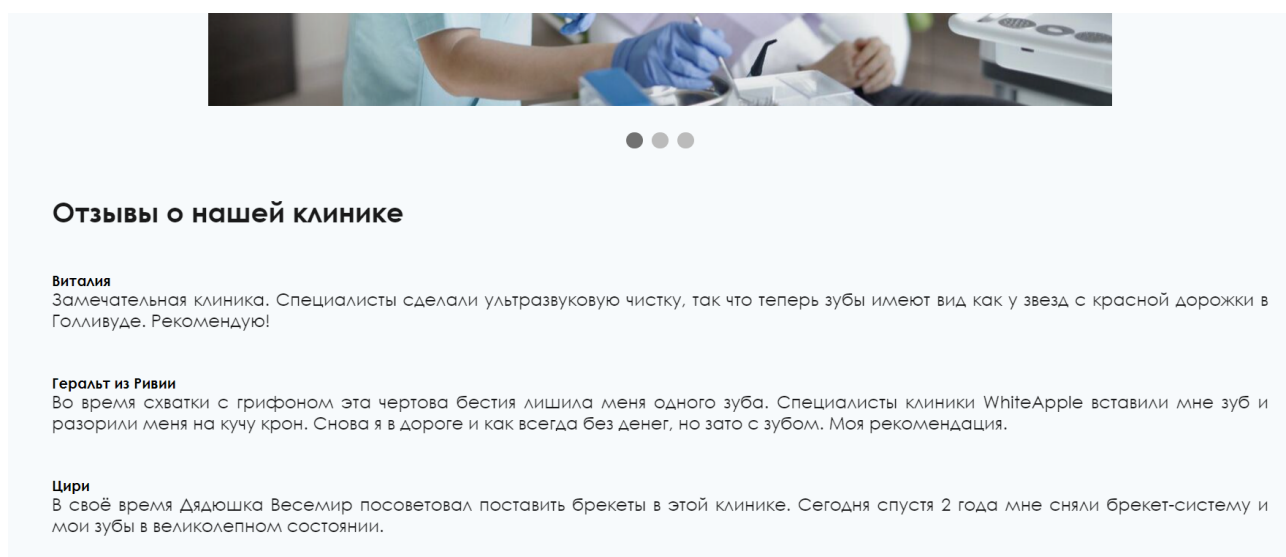 Отзывы о нашей клинике
Виталия
Замечательная клиника. Специалисты сделали ультразвуковую чистку, так что теперь зубы имеют вид как у звезд с красной дорожки в
Голливуде. Рекомендую!
Геральт из Ривии
Во время схватки с грифоном эта чертова бестия лишила меня одного зуба. Специалисты клиники WhiteApple вставили мне зуб и
разорили меня на кучу крон. Снова я в дороге и как всегда без денег, но зато с зубом. Моя рекомендация.
Цири
В своё время Дядюшка Весемир посоветовал поставить брекеты в этой клинике. Сегодня спустя 2 года мне сняли брекет-систему и
мои зубы в великолепном состоянии.